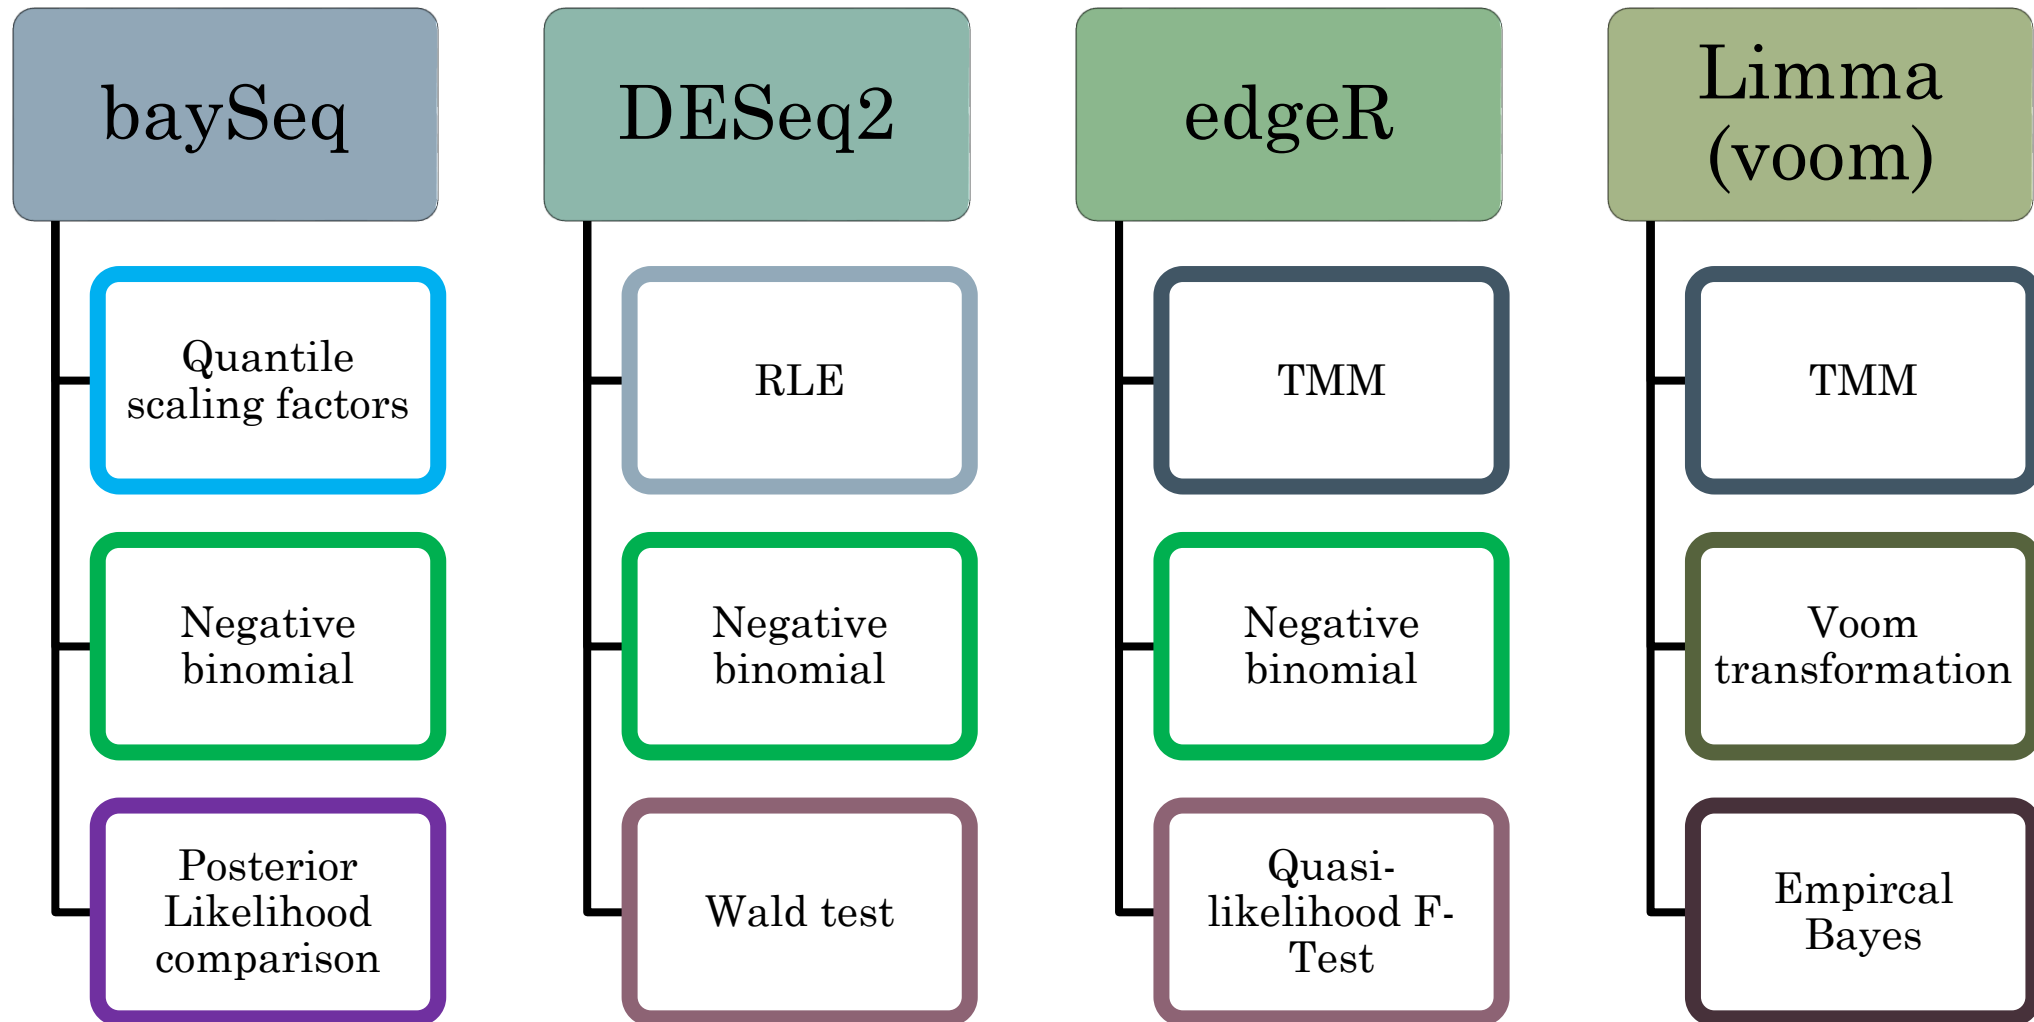 baySeq
Quantile
scaling factors
Negative
binomial
Posterior
Likelihood
comparison
DESeq2
RLE
Negative
binomial
Wald test
edgeR
TMM
Negative
binomial
Quasi-
likelihood F-
Test
Limma
(voom)
TMM
Voom
transformation
Empircal
Bayes